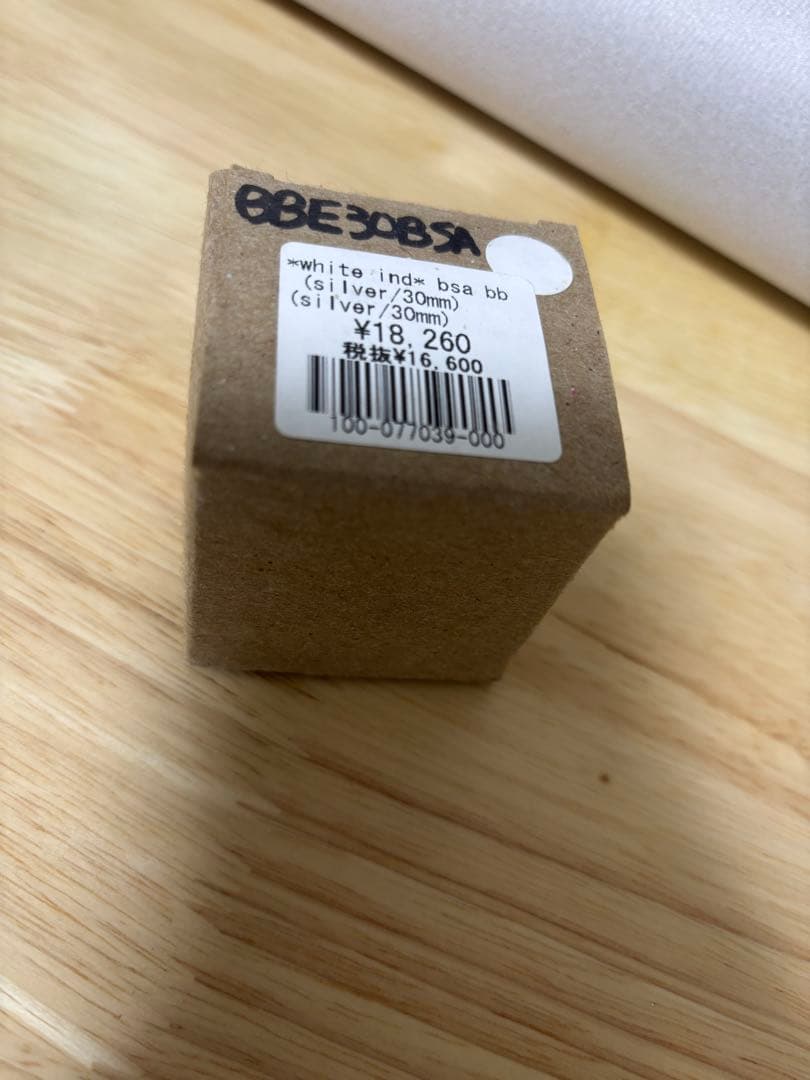 BBE30BSA
*white ind* bsa bb
(silver/30mm)
(silver/30mm)
¥18,260
税抜¥16,600
100-077039-000